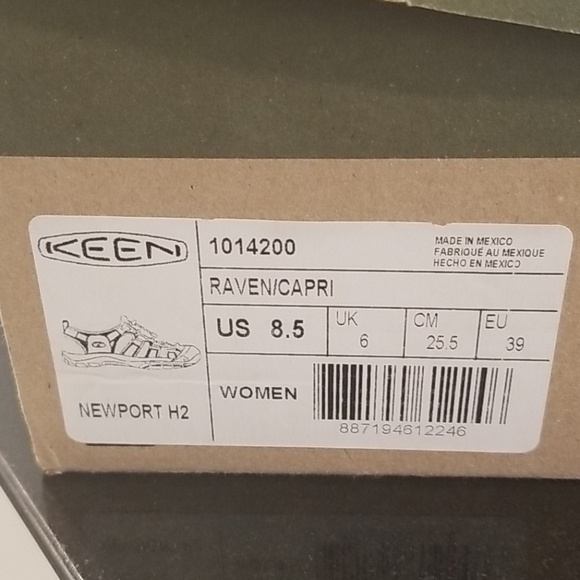 KEEN
1014200
MADE IN MEXICO
FABRIQUÉ AU MEXIQUE
HECHO EN MEXICO
RAVEN/CAPRI
US 8.5
UK
6
CM
25.5
EU
39
NEWPORT H2
WOMEN
887194612246